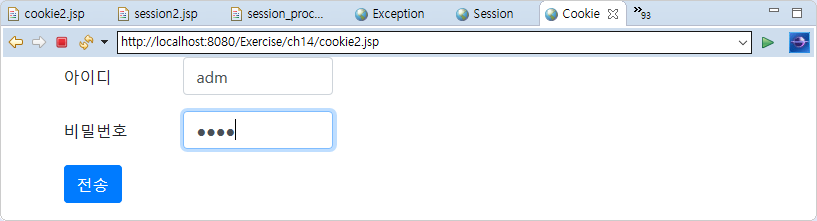 cookie2.jsp session2.jsp session_proc... Exception Session Cookie »93
http://localhost:8080/Exercise/ch14/cookie2.jsp
아이디 adm
비밀번호 ●●●●
전송